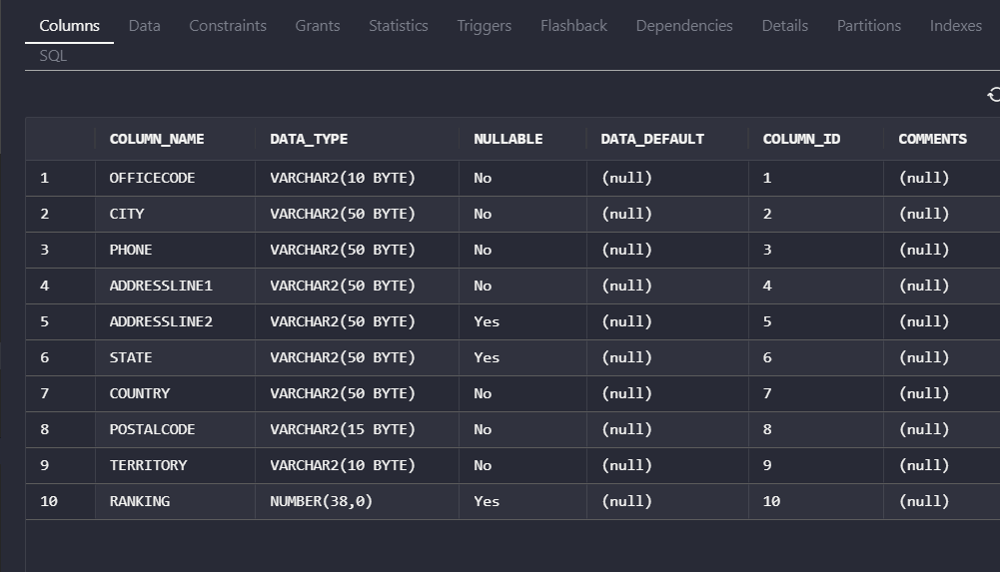 Columns Data Constraints Grants Statistics Triggers Flashback Dependencies Details Partitions Indexes
SQL
COLUMN_NAME DATA_TYPE NULLABLE DATA_DEFAULT COLUMN_ID COMMENTS
1 OFFICECODE VARCHAR2(10 BYTE) No (null) 1 (null)
2 CITY VARCHAR2(50 BYTE) No (null) 2 (null)
3 PHONE VARCHAR2(50 BYTE) No (null) 3 (null)
4 ADDRESSLINE1 VARCHAR2(50 BYTE) No (null) 4 (null)
5 ADDRESSLINE2 VARCHAR2(50 BYTE) Yes (null) 5 (null)
6 STATE VARCHAR2(50 BYTE) Yes (null) 6 (null)
7 COUNTRY VARCHAR2(50 BYTE) No (null) 7 (null)
8 POSTALCODE VARCHAR2(15 BYTE) No (null) 8 (null)
9 TERRITORY VARCHAR2(10 BYTE) No (null) 9 (null)
10 RANKING NUMBER(38,0) Yes (null) 10 (null)